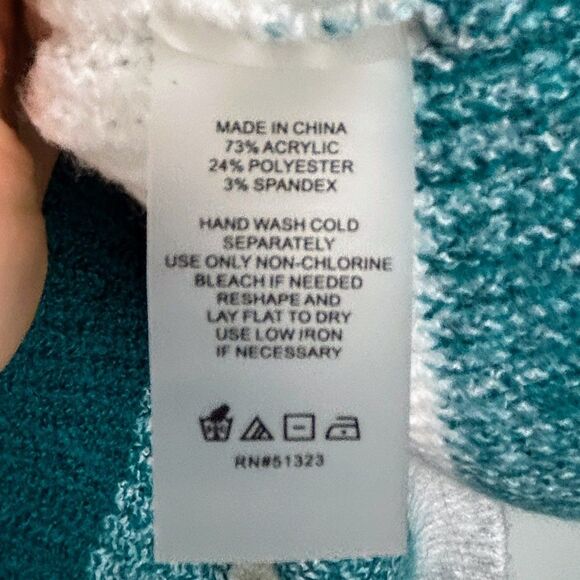 MADE IN CHINA
73% ACRYLIC
24% POLYESTER
3% SPANDEX
HAND WASH COLD
SEPARATELY
USE ONLY NON-CHLORINE
BLEACH IF NEEDED
RESHAPE AND
LAY FLAT TO DRY
USE LOW IRON
IF NECESSARY
RN#51323